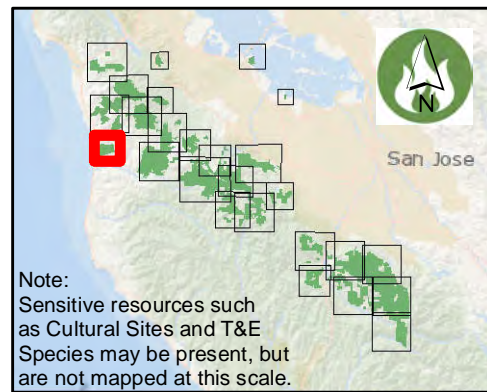 N
San Jose
Note:
Sensitive resources such
as Cultural Sites and T&E
Species may be present, but
are not mapped at this scale.